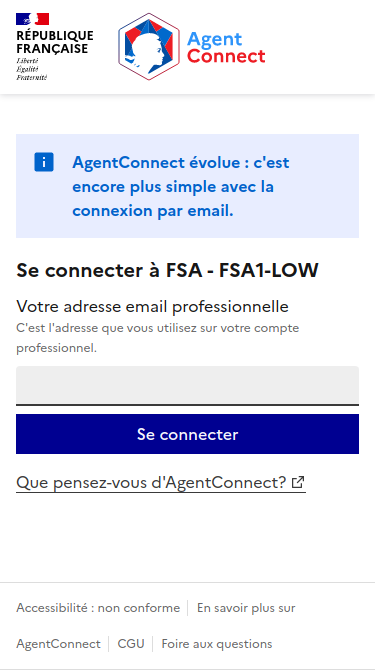 RÉPUBLIQUE
FRANÇAISE
Liberté
Égalité
Fraternité
Agent
Connect
AgentConnect évolue : c'est
encore plus simple avec la
connexion par email.
Se connecter à FSA - FSA1-LOW
Votre adresse email professionnelle
C'est l'adresse que vous utilisez sur votre compte
professionnel.
Se connecter
Que pensez-vous d'AgentConnect?
Accessibilité : non conforme En savoir plus sur
AgentConnect CGU Foire aux questions